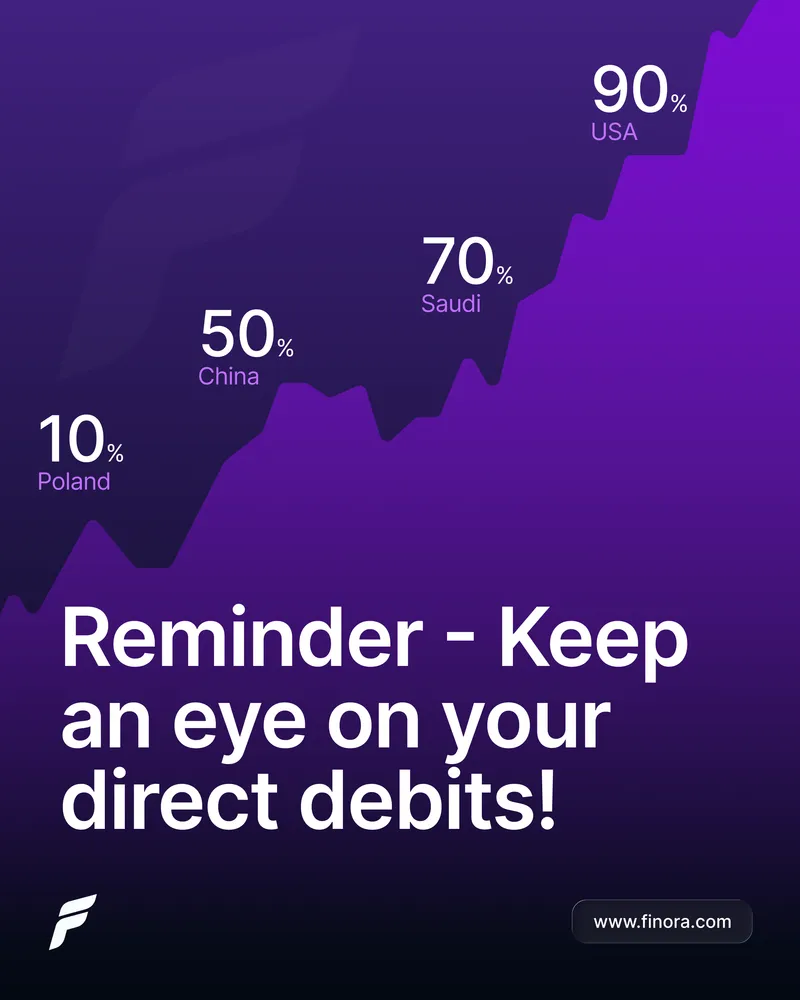 90%
USA
70%
Saudi
50%
China
10%
Poland
Reminder - Keep
an eye on your
direct debits!
www.finora.com